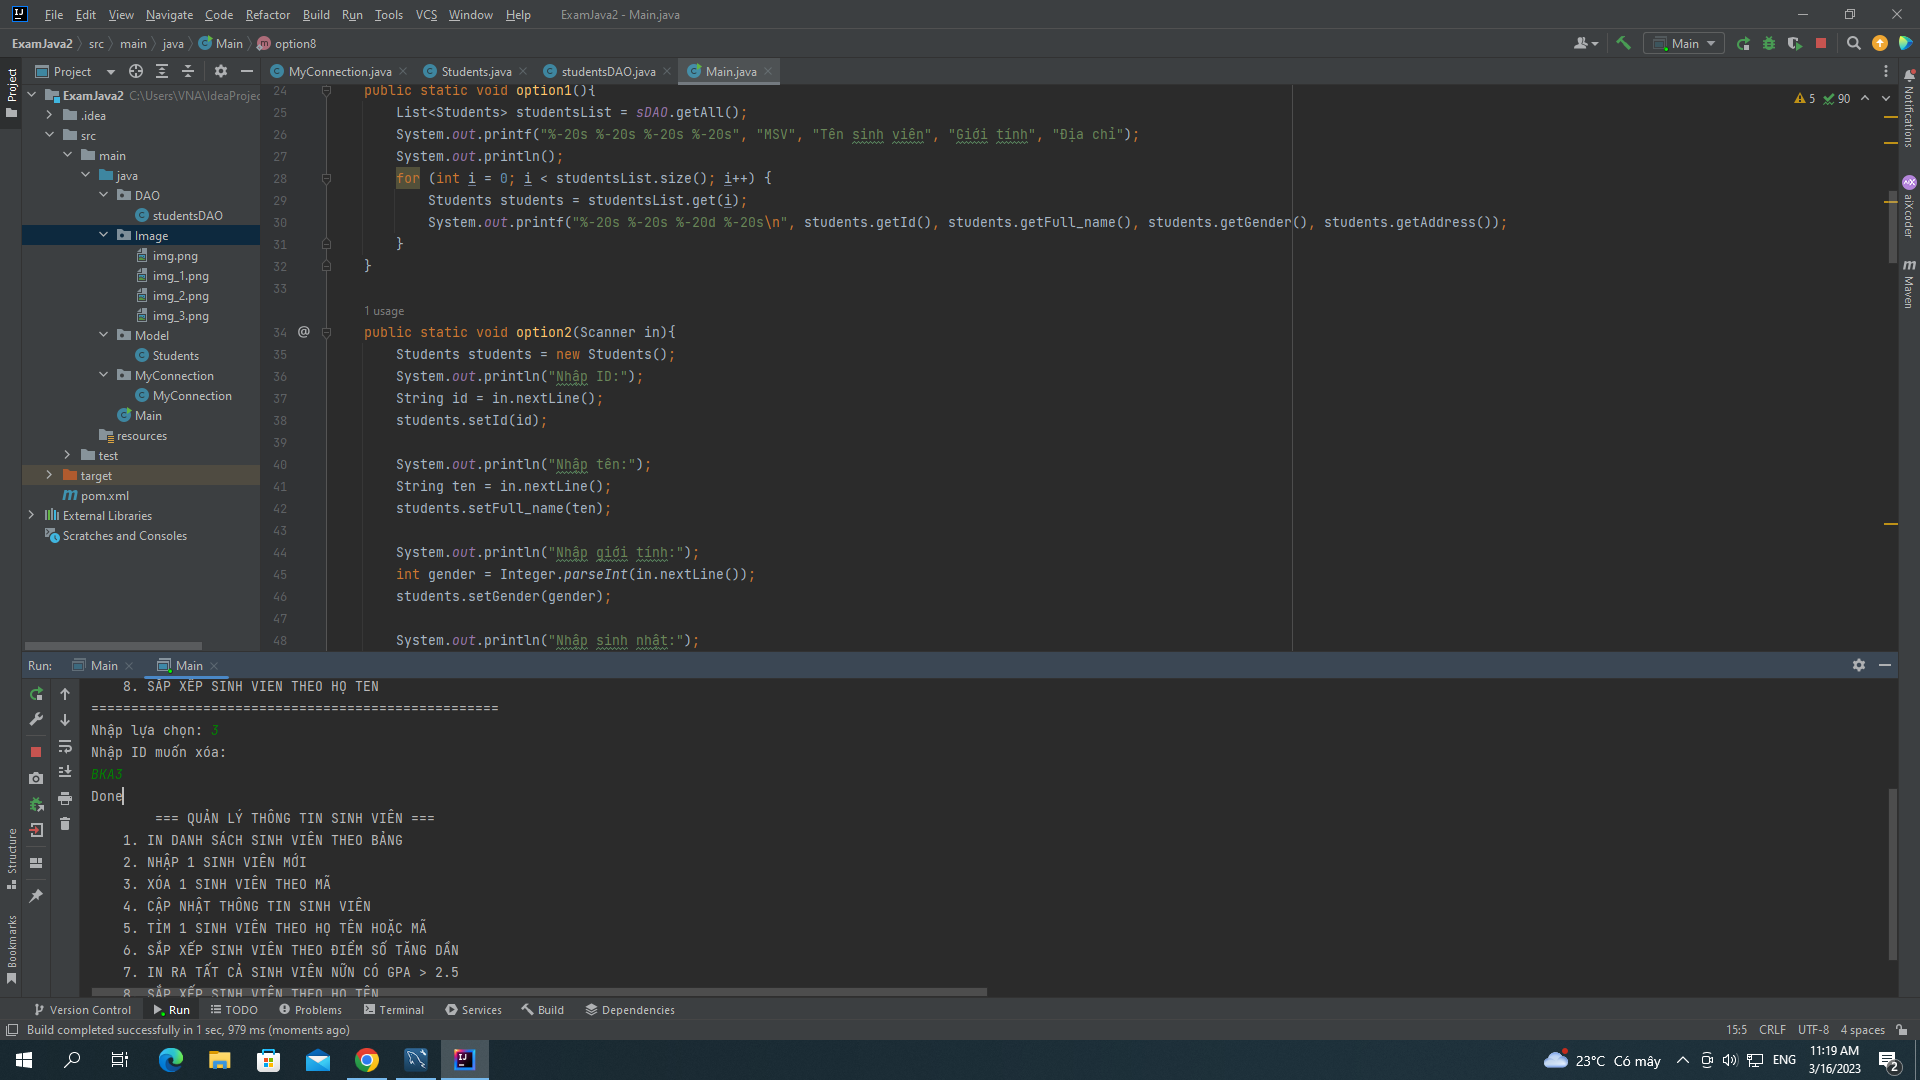 File Edit View Navigate Code Refactor Build Run Tools VCS Window Help ExamJava2 - Main.java
ExamJava2 src main java Main option8 Main
Project MyConnection.java Students.java studentsDAO.java Main.java
Project
ExamJava2 C:\Users\VNA\IdeaProjec
.idea
src
main
java
DAO
studentsDAO
Image
img.png
img_1.png
img_2.png
img_3.png
Model
Students
MyConnection
MyConnection
Main
resources
test
target
pom.xml
External Libraries
Scratches and Consoles
5 90
24 public static void option1(){
25 List<Students> studentsList = sDAO.getAll();
26 System.out.printf("%-20s %-20s %-20s %-20s", "MSV", "Tên sinh viên", "Giới tính", "Địa chỉ");
27 System.out.println();
28 for (int i = 0; i < studentsList.size(); i++) {
29 Students students = studentsList.get(i);
30 System.out.printf("%-20s %-20s %-20d %-20s\n", students.getId(), students.getFull_name(), students.getGender(), students.getAddress());
31 }
32 }
33
1 usage
34 @ public static void option2(Scanner in){
35 Students students = new Students();
36 System.out.println("Nhập ID:");
37 String id = in.nextLine();
38 students.setId(id);
39
40 System.out.println("Nhập tên:");
41 String ten = in.nextLine();
42 students.setFull_name(ten);
43
44 System.out.println("Nhập giới tính:");
45 int gender = Integer.parseInt(in.nextLine());
46 students.setGender(gender);
47
48 System.out.println("Nhập sinh nhật:");
Notifications
aiXcoder
Maven
Structure
Bookmarks
Run: Main Main
8. SẮP XẾP SINH VIÊN THEO HỌ TÊN
===================================================
Nhập lựa chọn: 3
Nhập ID muốn xóa:
BKA3
Done
=== QUẢN LÝ THÔNG TIN SINH VIÊN ===
1. IN DANH SÁCH SINH VIÊN THEO BẢNG
2. NHẬP 1 SINH VIÊN MỚI
3. XÓA 1 SINH VIÊN THEO MÃ
4. CẬP NHẬT THÔNG TIN SINH VIÊN
5. TÌM 1 SINH VIÊN THEO HỌ TÊN HOẶC MÃ
6. SẮP XẾP SINH VIÊN THEO ĐIỂM SỐ TĂNG DẦN
7. IN RA TẤT CẢ SINH VIÊN NỮN CÓ GPA > 2.5
8. SẮP XẾP SINH VIÊN THEO HỌ TÊN
Version Control Run TODO Problems Terminal Services Build Dependencies
Build completed successfully in 1 sec, 979 ms (moments ago) 15:5 CRLF UTF-8 4 spaces
23°C Có mây ENG 11:19 AM
3/16/2023 2